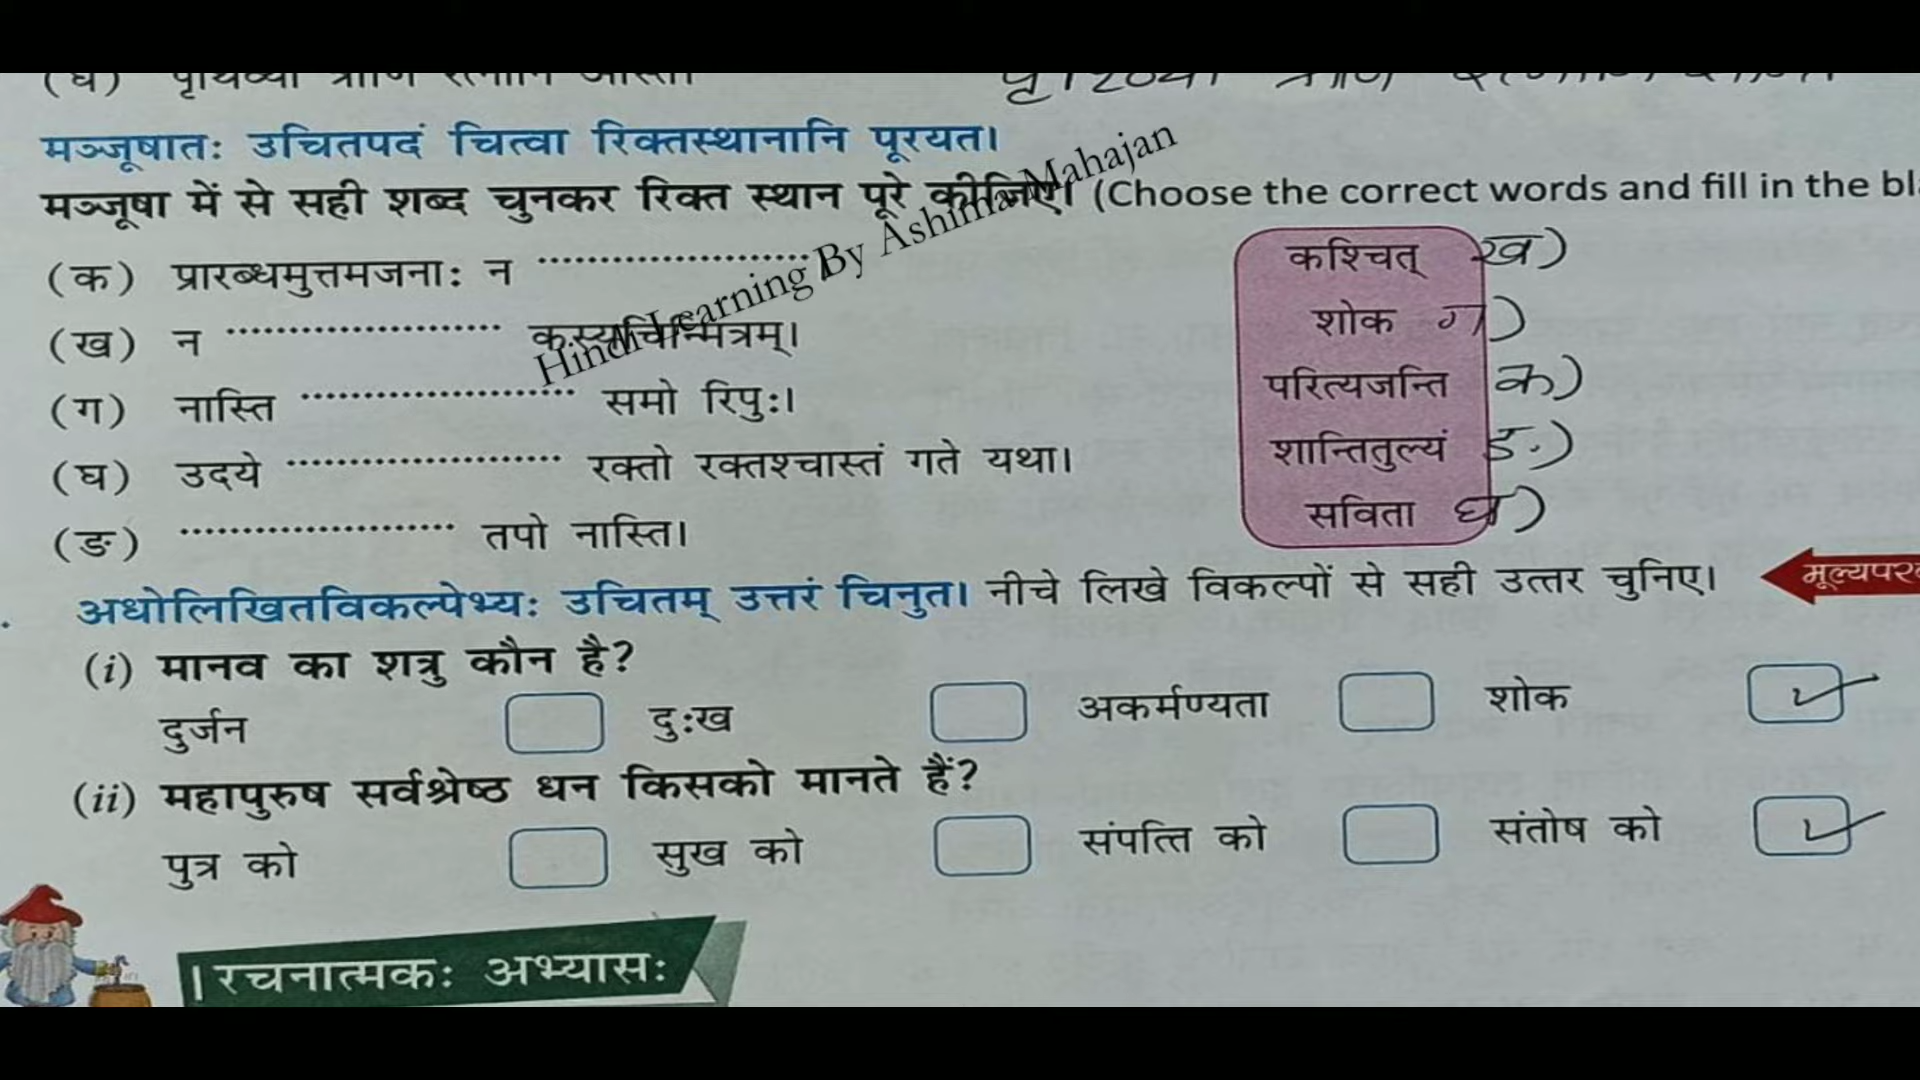 (घ) पृथिव्यां त्रीणि रत्नानि
मञ्जूषातः उचितपदं चित्वा रिक्तस्थानानि पूरयत।
मञ्जूषा में से सही शब्द चुनकर रिक्त स्थान पूरे कीजिए। (Choose the correct words and fill in the bl
(क) प्रारब्धमुत्तमजनाः न ......................।
(ख) न ...................... कस्यचिन्मित्रम्।
(ग) नास्ति ...................... समो रिपुः।
(घ) उदये ...................... रक्तो रक्तश्चास्तं गते यथा।
(ङ) ...................... तपो नास्ति।
कश्चित् ख)
शोक ग)
परित्यजन्ति क)
शान्तितुल्यं ङ)
सविता घ)
Hindi Learning By Ashima Mahajan
अधोलिखितविकल्पेभ्यः उचितम् उत्तरं चिनुत। नीचे लिखे विकल्पों से सही उत्तर चुनिए।
मूल्यपर
(i) मानव का शत्रु कौन है?
दुर्जन दुःख अकर्मण्यता शोक ✓
(ii) महापुरुष सर्वश्रेष्ठ धन किसको मानते हैं?
पुत्र को सुख को संपत्ति को संतोष को ✓
रचनात्मकः अभ्यासः